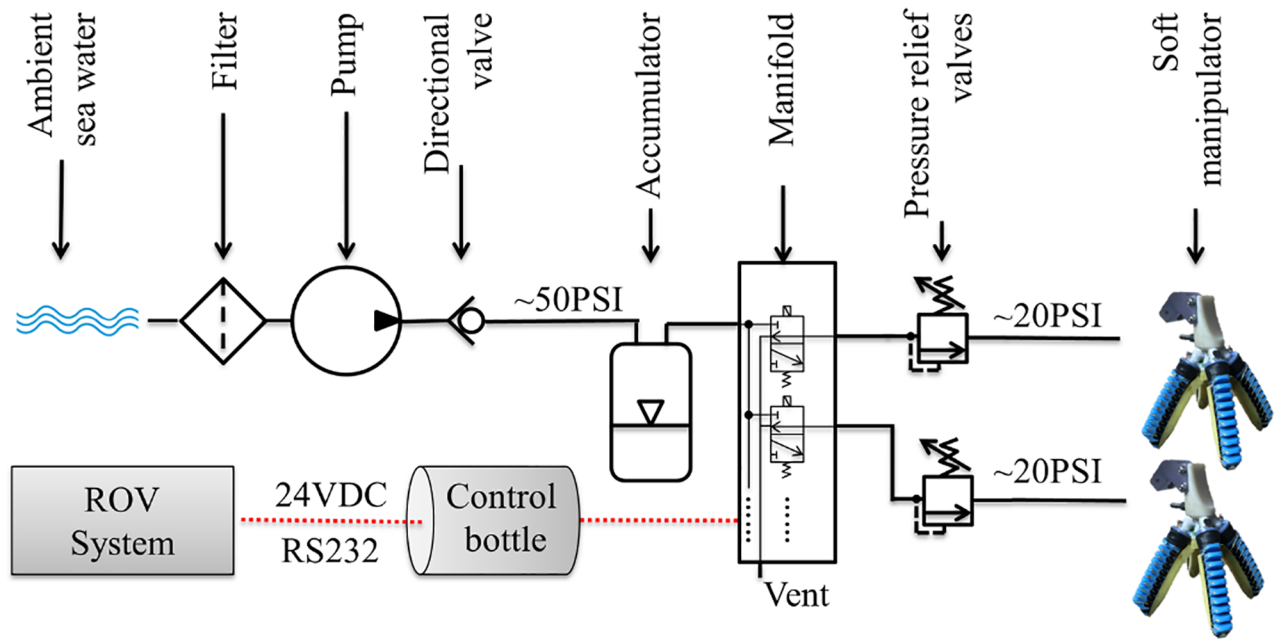 Ambient
sea water
Filter
Pump
Directional
valve
Accumulator
Manifold
Pressure relief
valves
Soft
manipulator
~50PSI
~20PSI
~20PSI
ROV
System
24VDC
RS232
Control
bottle
Vent